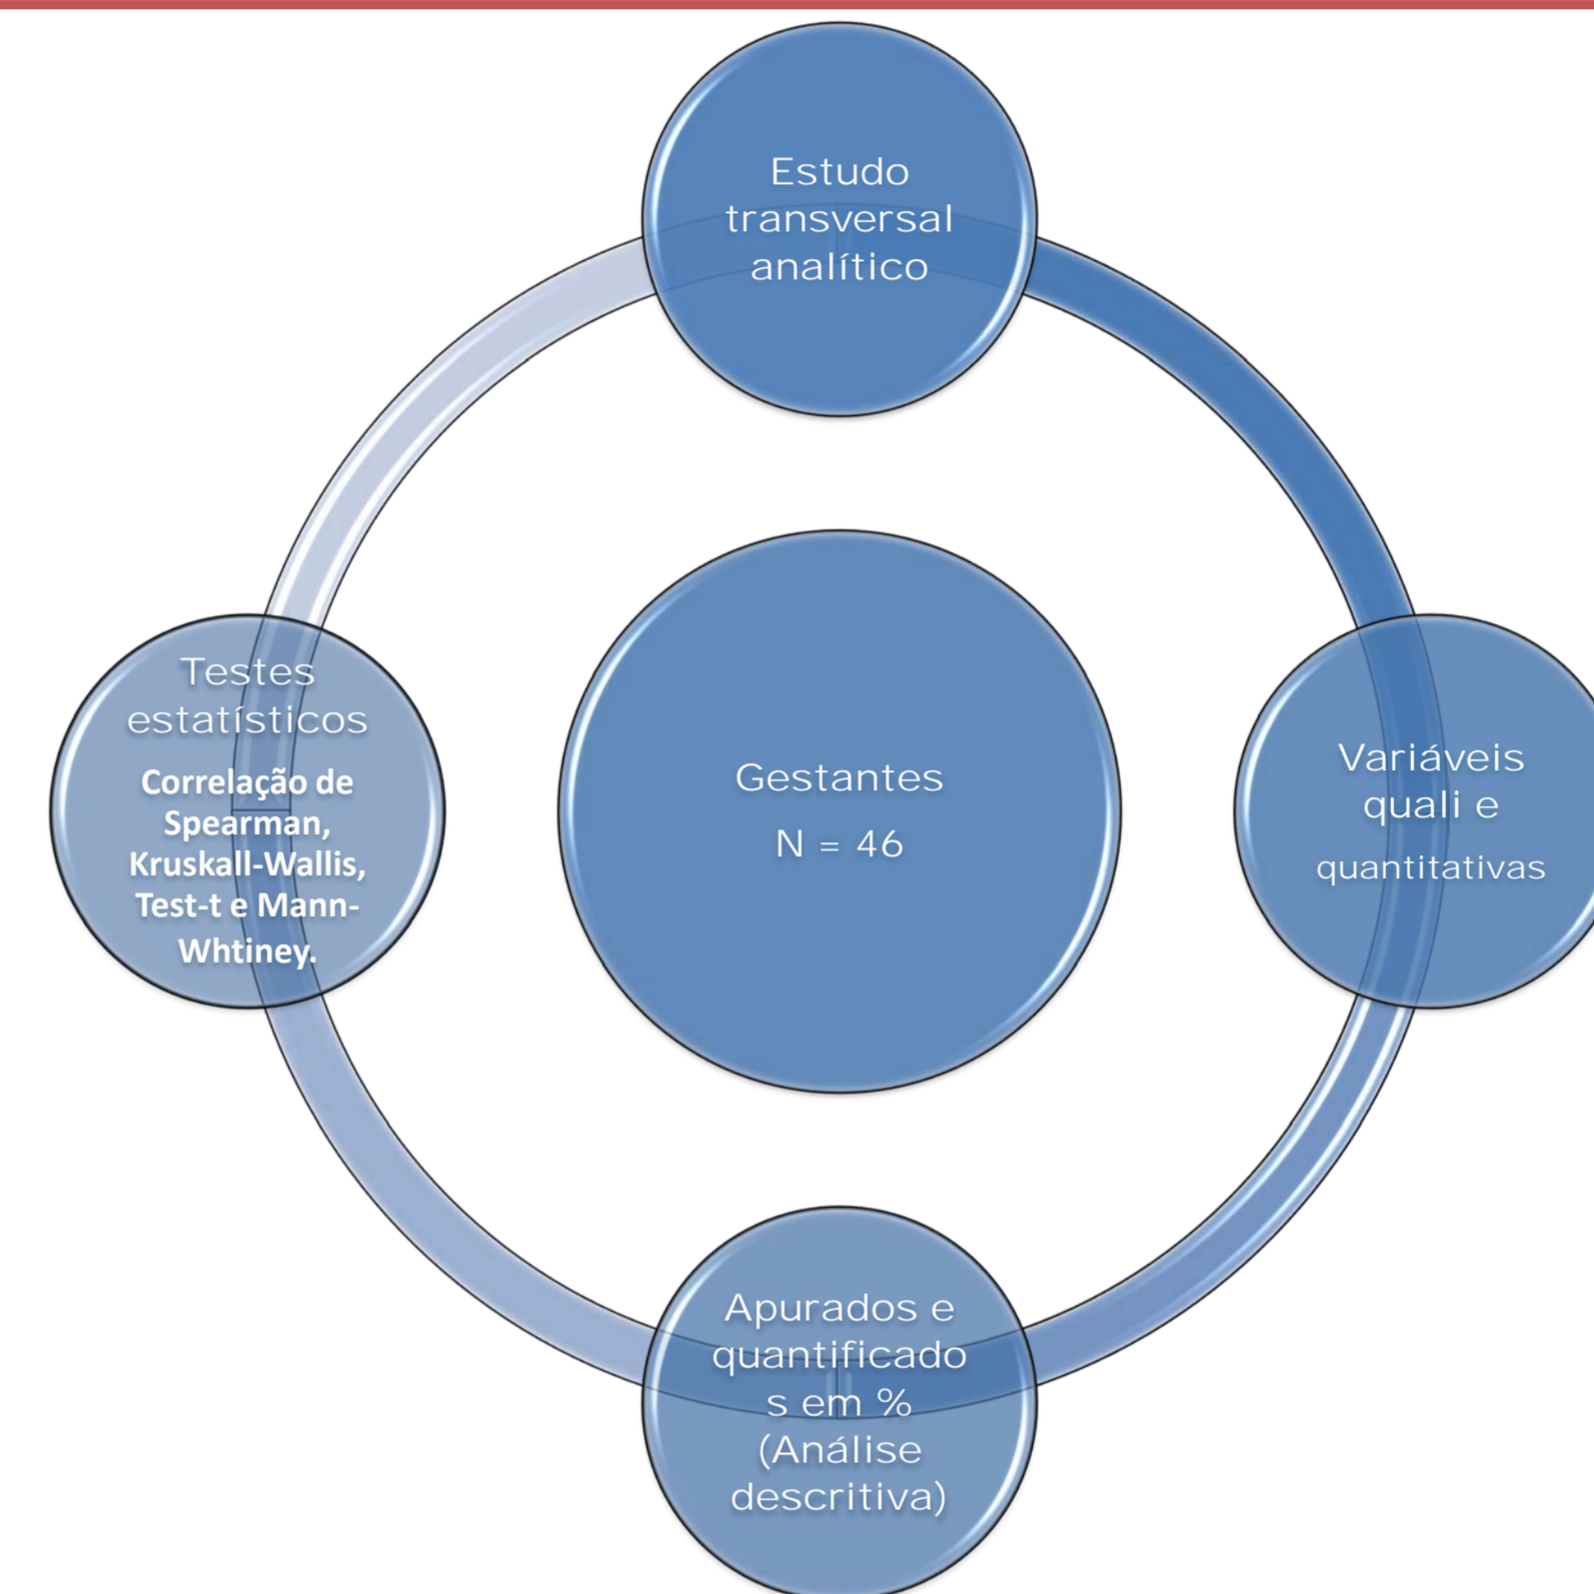 Estudo
transversal
analítico
Testes
estatísticos
Correlação de
Spearman,
Kruskall-Wallis,
Test-t e Mann-
Whtiney.
Gestantes
N = 46
Variáveis
quali e
quantitativas
Apurados e
quantificado
s em %
(Análise
descritiva)